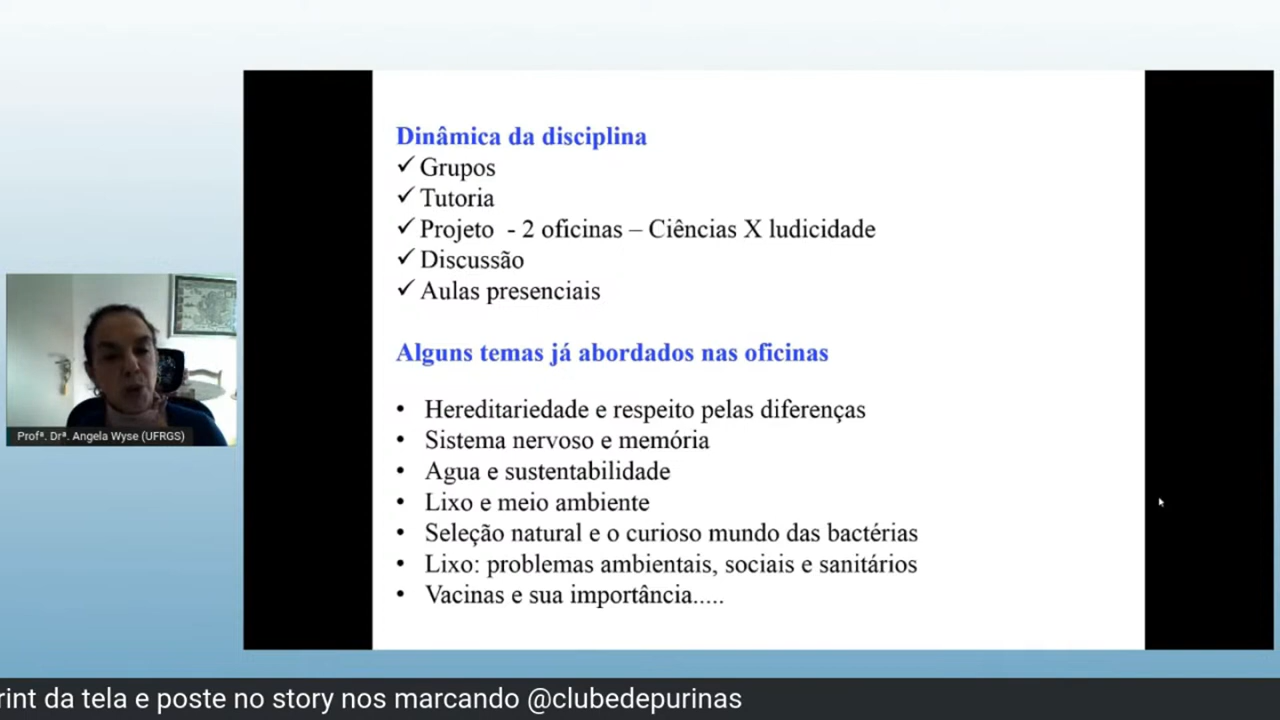 Dinâmica da disciplina
✓ Grupos
✓ Tutoria
✓ Projeto - 2 oficinas – Ciências X ludicidade
✓ Discussão
✓ Aulas presenciais
Alguns temas já abordados nas oficinas
• Hereditariedade e respeito pelas diferenças
• Sistema nervoso e memória
• Agua e sustentabilidade
• Lixo e meio ambiente
• Seleção natural e o curioso mundo das bactérias
• Lixo: problemas ambientais, sociais e sanitários
• Vacinas e sua importância.....
Profª. Drª. Angela Wyse (UFRGS)
rint da tela e poste no story nos marcando @clubedepurinas